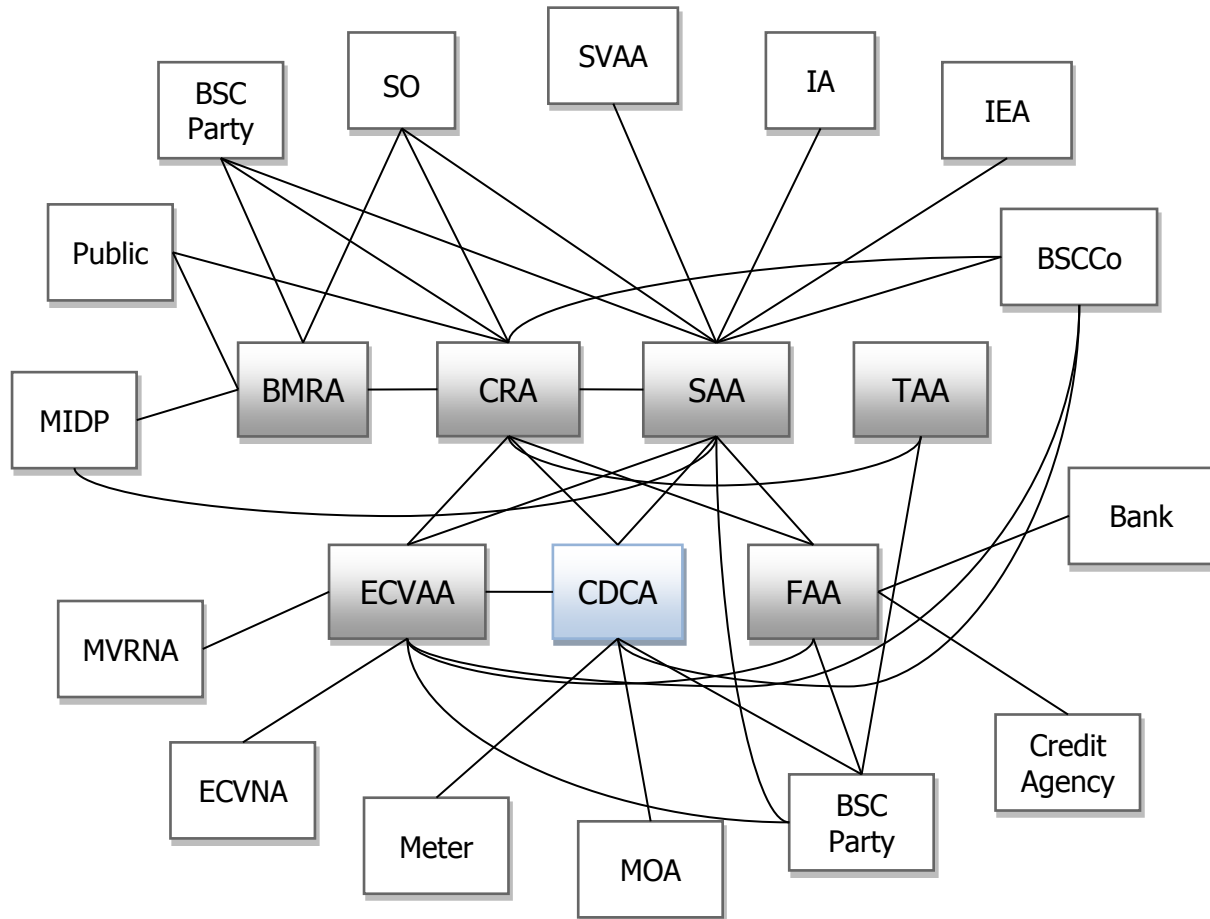 SVAA
SO
IA
BSC
Party
IEA
Public
BSCCo
BMRA
CRA
SAA
TAA
MIDP
Bank
ECVAA
CDCA
FAA
MVRNA
Credit
Agency
ECVNA
BSC
Party
Meter
MOA